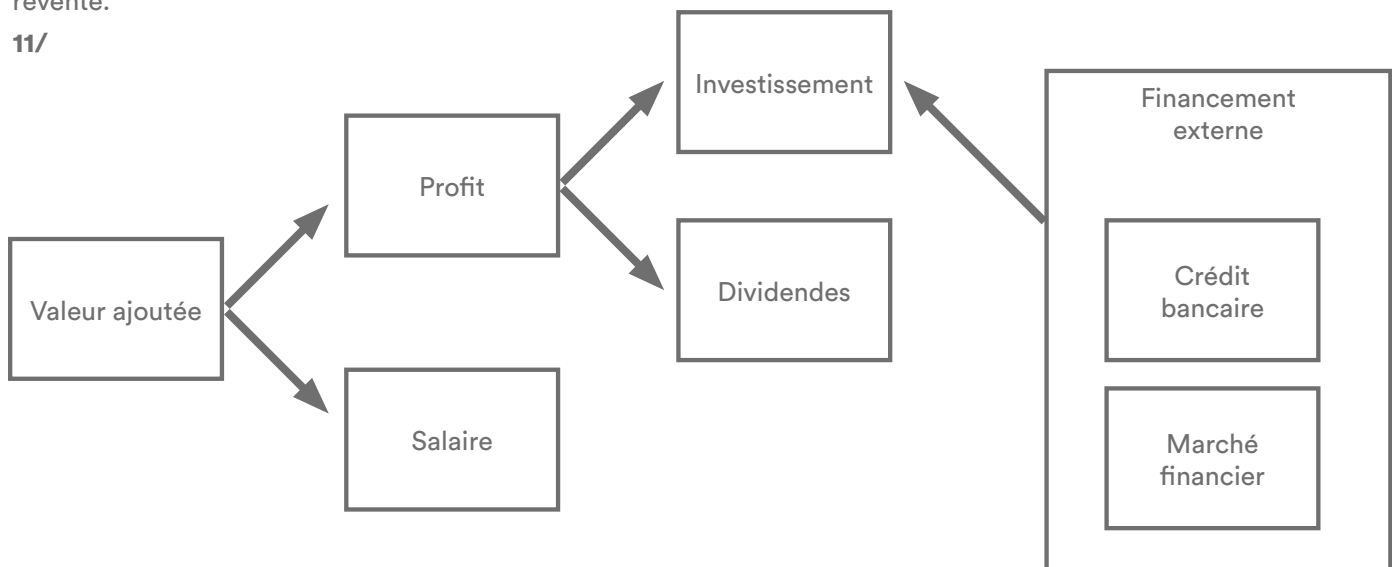 revente.
11/
Valeur ajoutée
Profit
Salaire
Investissement
Dividendes
Financement
externe
Crédit
bancaire
Marché
financier